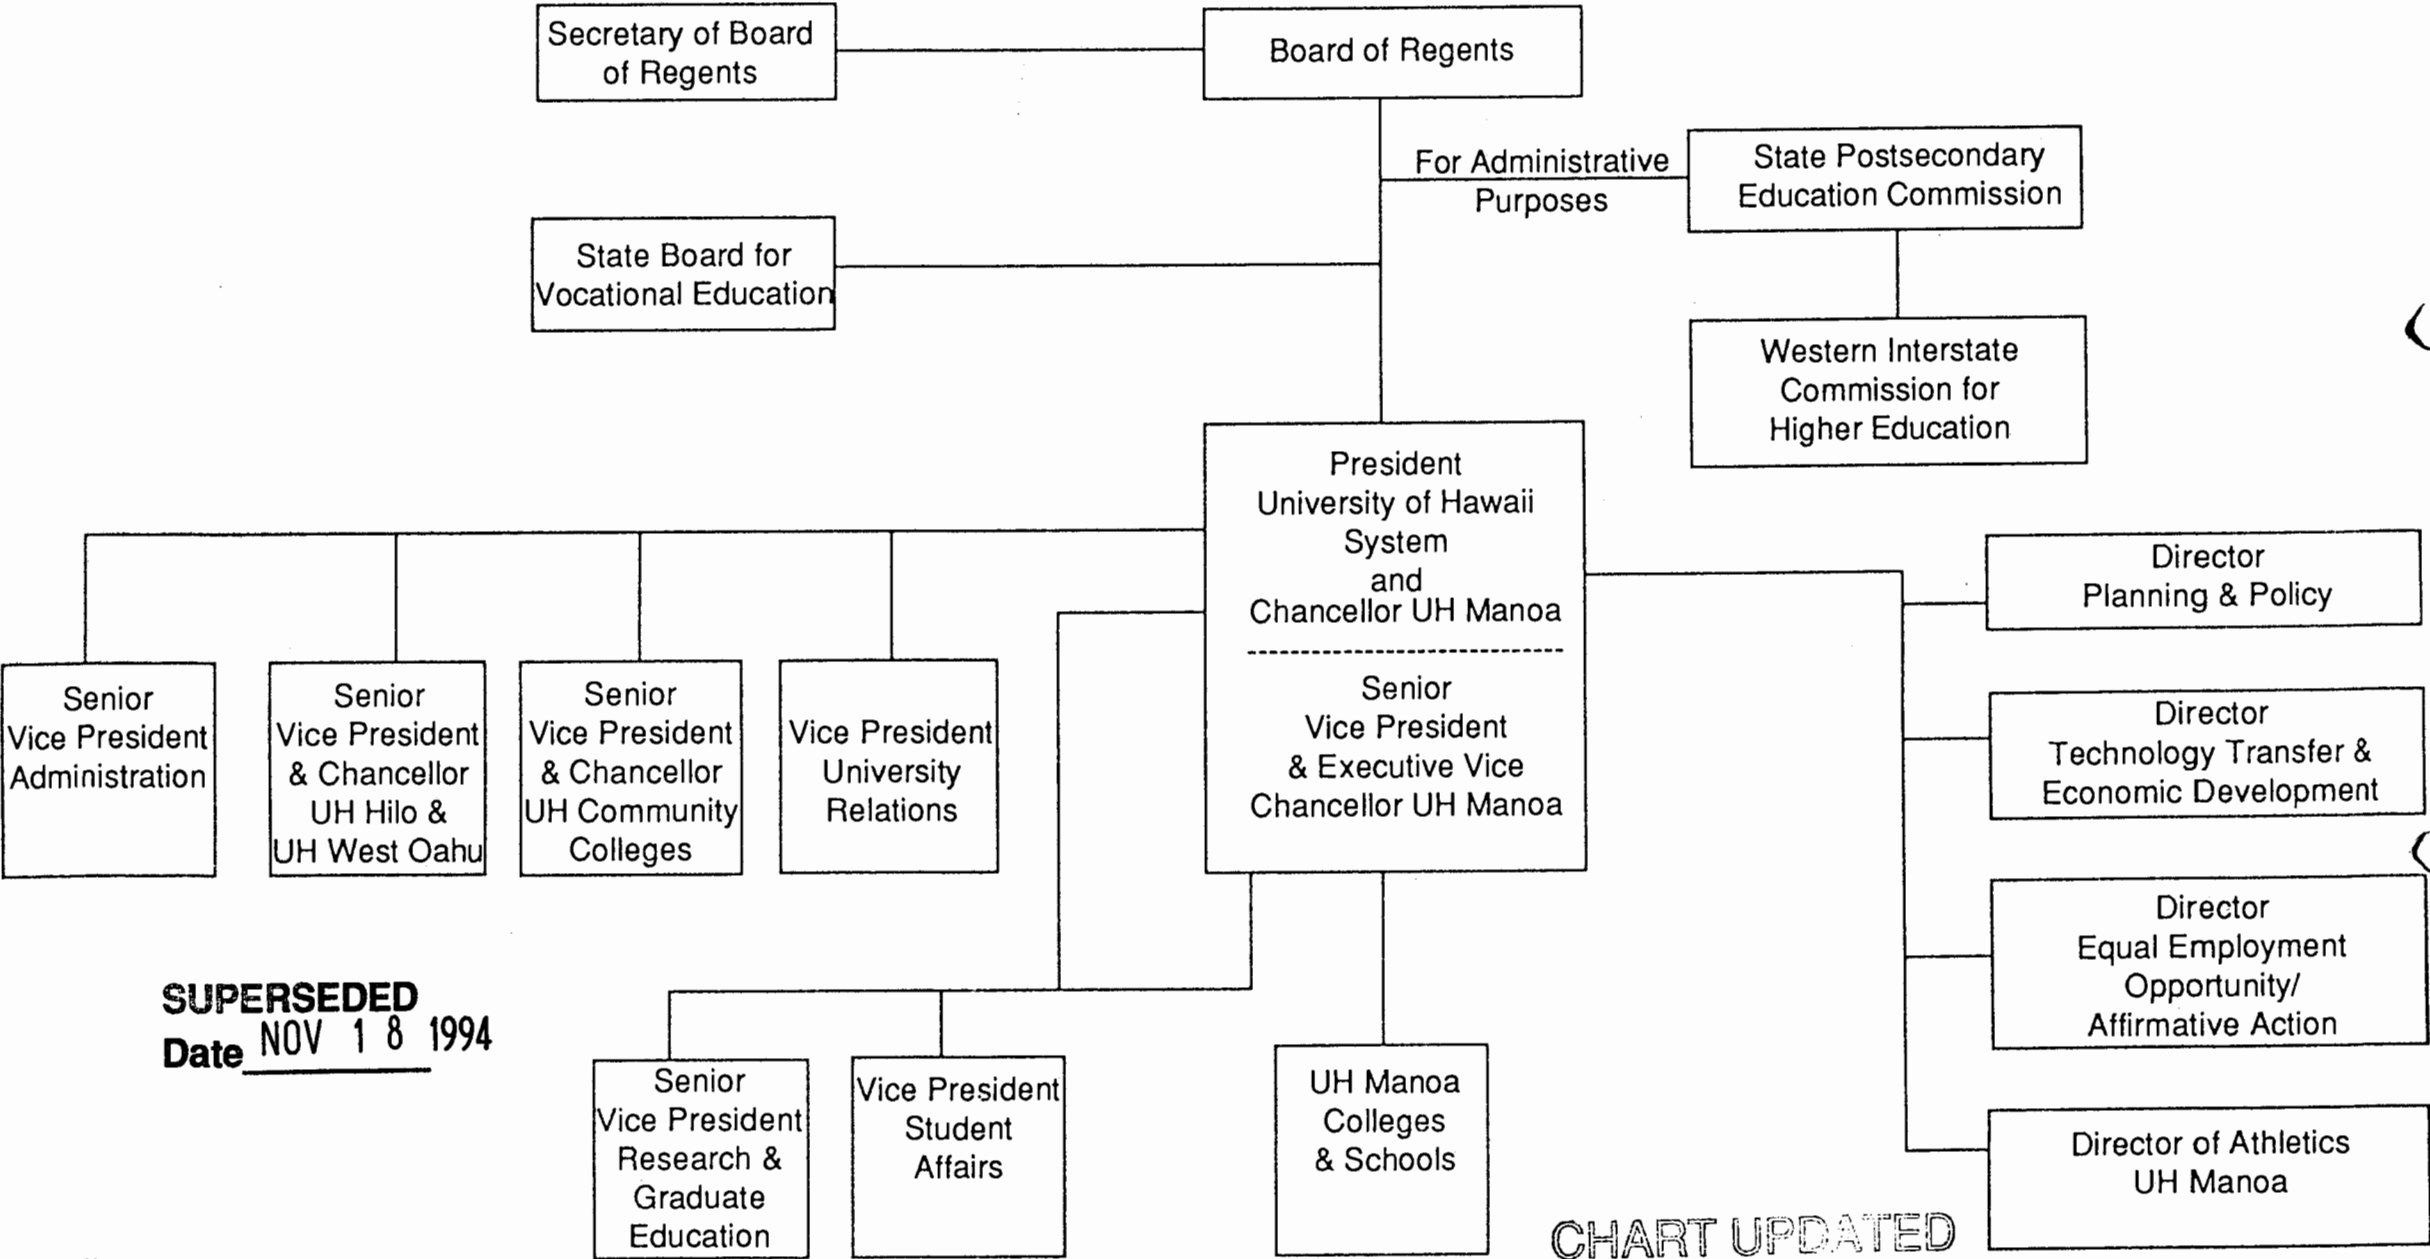 Secretary of Board
of Regents
Board of Regents
For Administrative
Purposes
State Postsecondary
Education Commission
State Board for
Vocational Education
Western Interstate
Commission for
Higher Education
President
University of Hawaii
System
and
Chancellor UH Manoa
Senior
Vice President
& Executive Vice
Chancellor UH Manoa
Director
Planning & Policy
Senior
Vice President
Administration
Senior
Vice President
& Chancellor
UH Hilo &
UH West Oahu
Senior
Vice President
& Chancellor
UH Community
Colleges
Vice President
University
Relations
Director
Technology Transfer &
Economic Development
Director
Equal Employment
Opportunity/
Affirmative Action
SUPERSEDED
Date NOV 18 1994
Senior
Vice President
Research &
Graduate
Education
Vice President
Student
Affairs
UH Manoa
Colleges
& Schools
Director of Athletics
UH Manoa
CHART UPDATED